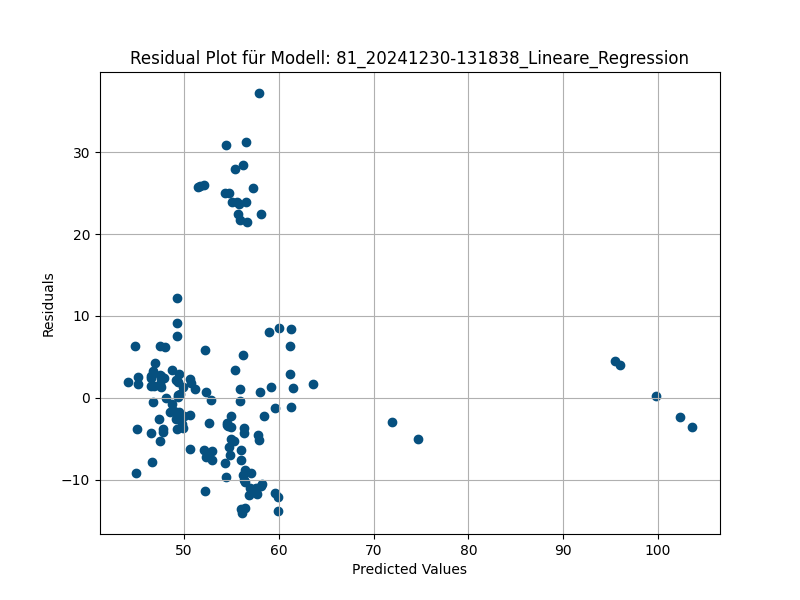 Residual Plot für Modell: 81_20241230-131838_Lineare_Regression
30
20
10
0
−10
Residuals
50 60 70 80 90 100
Predicted Values